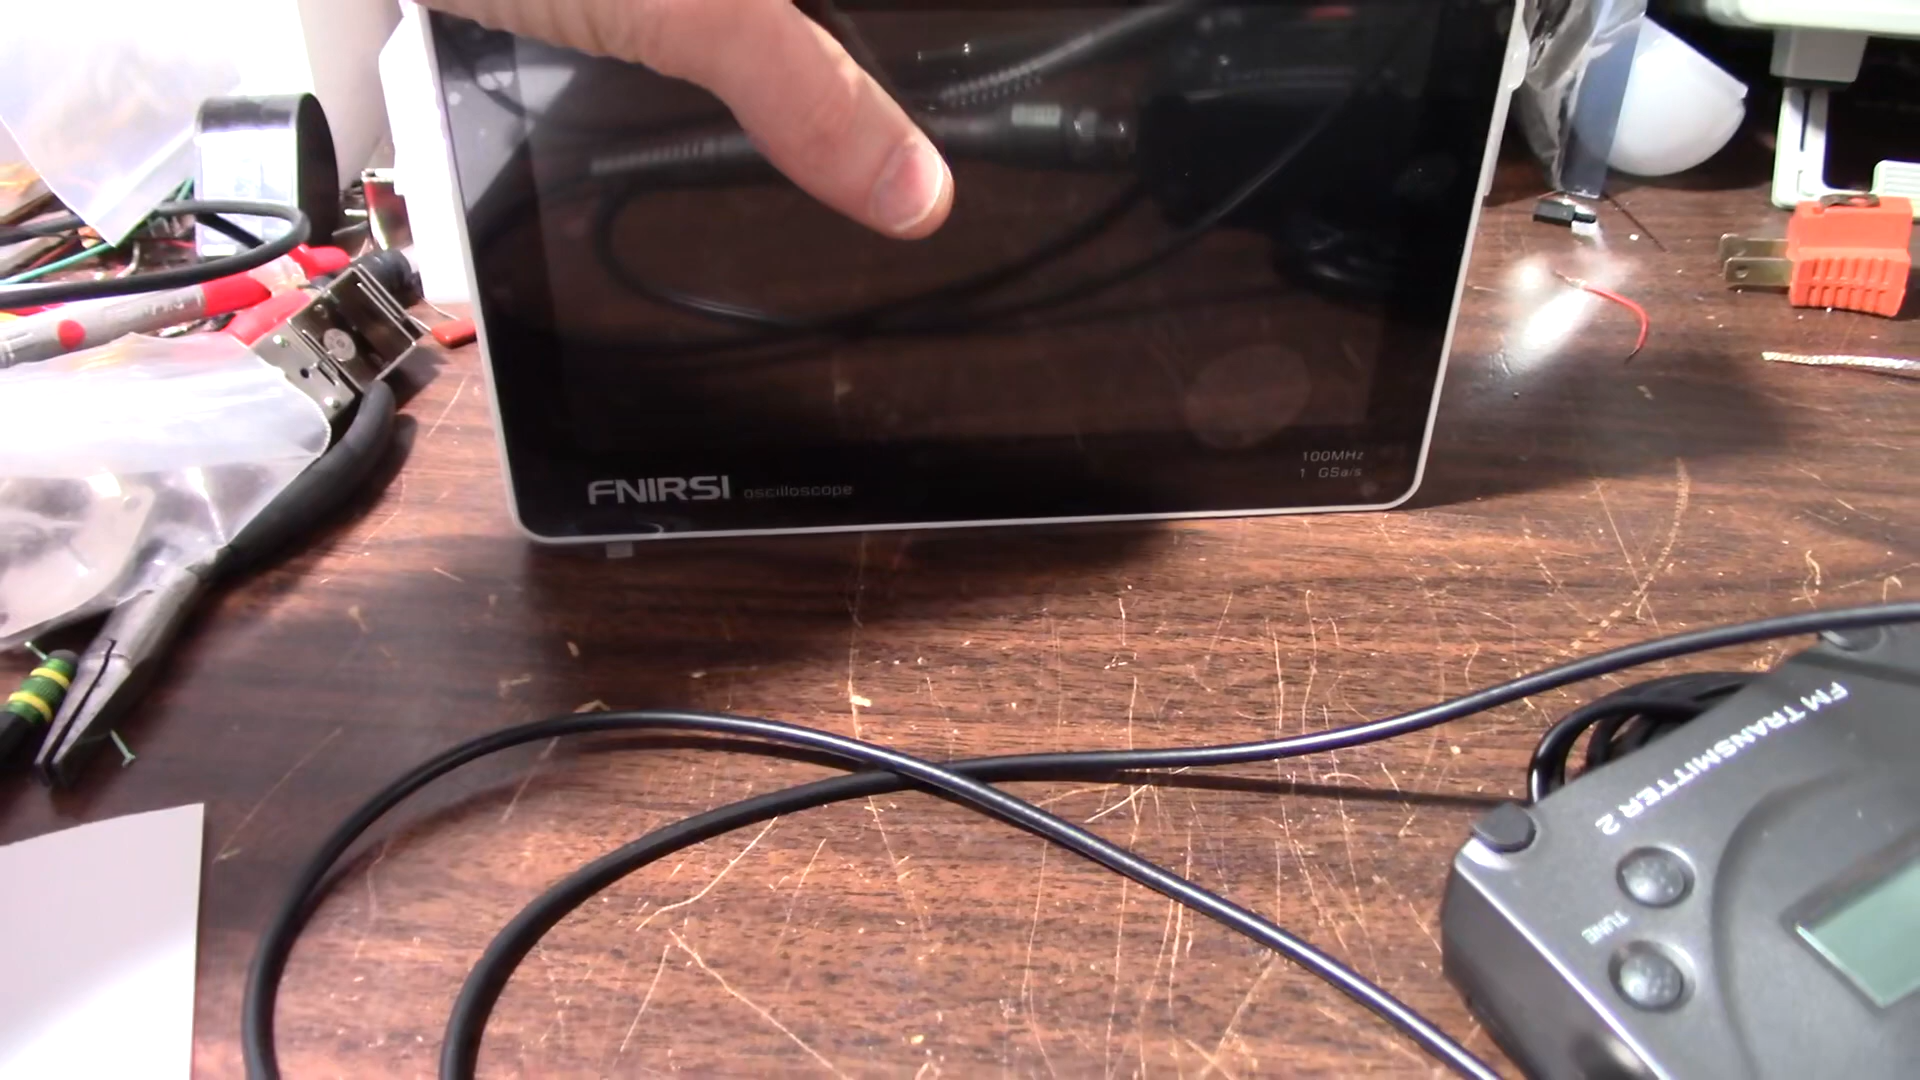 FNIRSI oscilloscope
100MHz
1 GSa/s
FM TRANSMITTER 2
TUNE